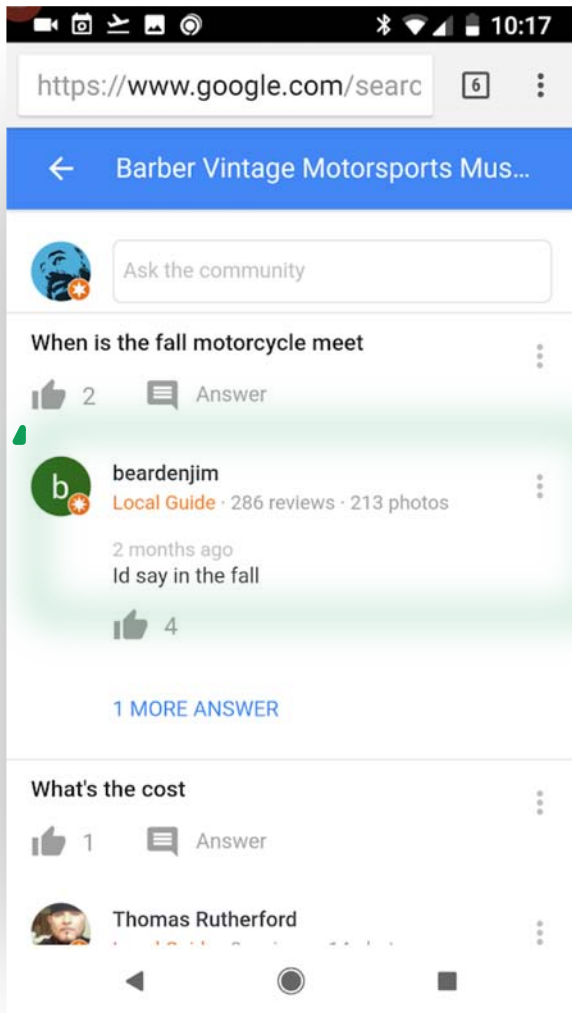 10:17
https://www.google.com/searc 6
Barber Vintage Motorsports Mus...
Ask the community
When is the fall motorcycle meet
2 Answer
b beardenjim
Local Guide · 286 reviews · 213 photos
2 months ago
Id say in the fall
4
1 MORE ANSWER
What's the cost
1 Answer
Thomas Rutherford